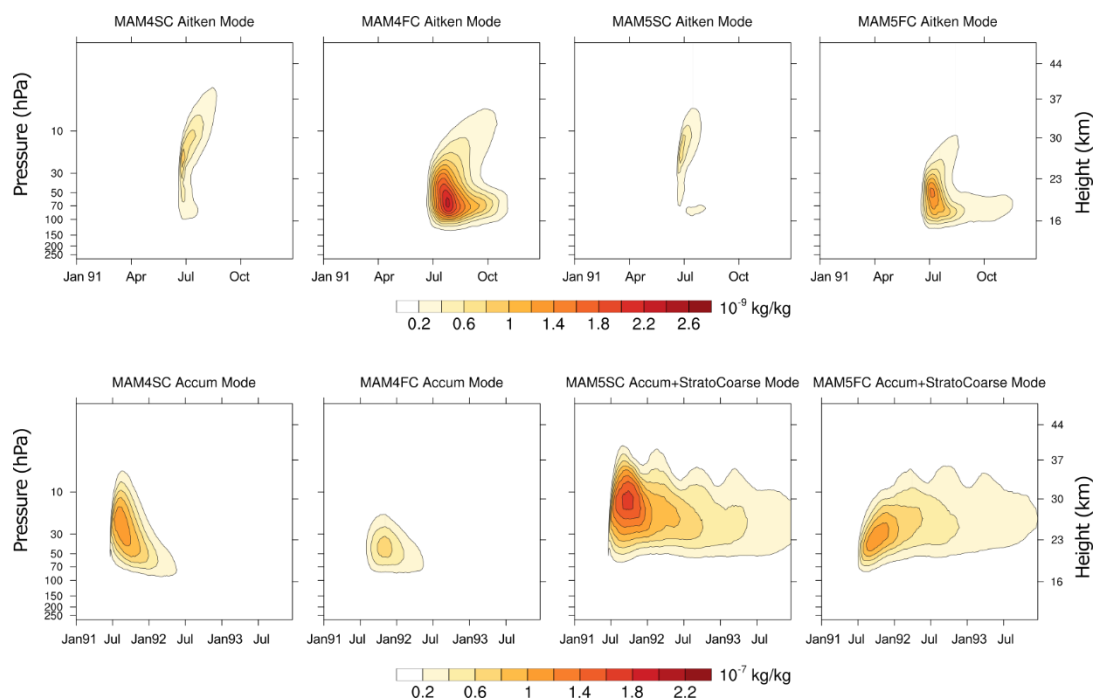 MAM4SC Aitken Mode MAM4FC Aitken Mode MAM5SC Aitken Mode MAM5FC Aitken Mode
Pressure (hPa)
10
30
50
70
100
150
200
250
44
37
30
23
16
Height (km)
Jan 91 Apr Jul Oct Jan 91 Apr Jul Oct Jan 91 Apr Jul Oct Jan 91 Apr Jul Oct
0.2 0.6 1 1.4 1.8 2.2 2.6 10⁻⁹ kg/kg
MAM4SC Accum Mode MAM4FC Accum Mode MAM5SC Accum+StratoCoarse Mode MAM5FC Accum+StratoCoarse Mode
Pressure (hPa)
10
30
50
70
100
150
200
250
44
37
30
23
16
Height (km)
Jan91 Jul Jan92 Jul Jan93 Jul Jan91 Jul Jan92 Jul Jan93 Jul Jan91 Jul Jan92 Jul Jan93 Jul Jan91 Jul Jan92 Jul Jan93 Jul
0.2 0.6 1 1.4 1.8 2.2 10⁻⁷ kg/kg